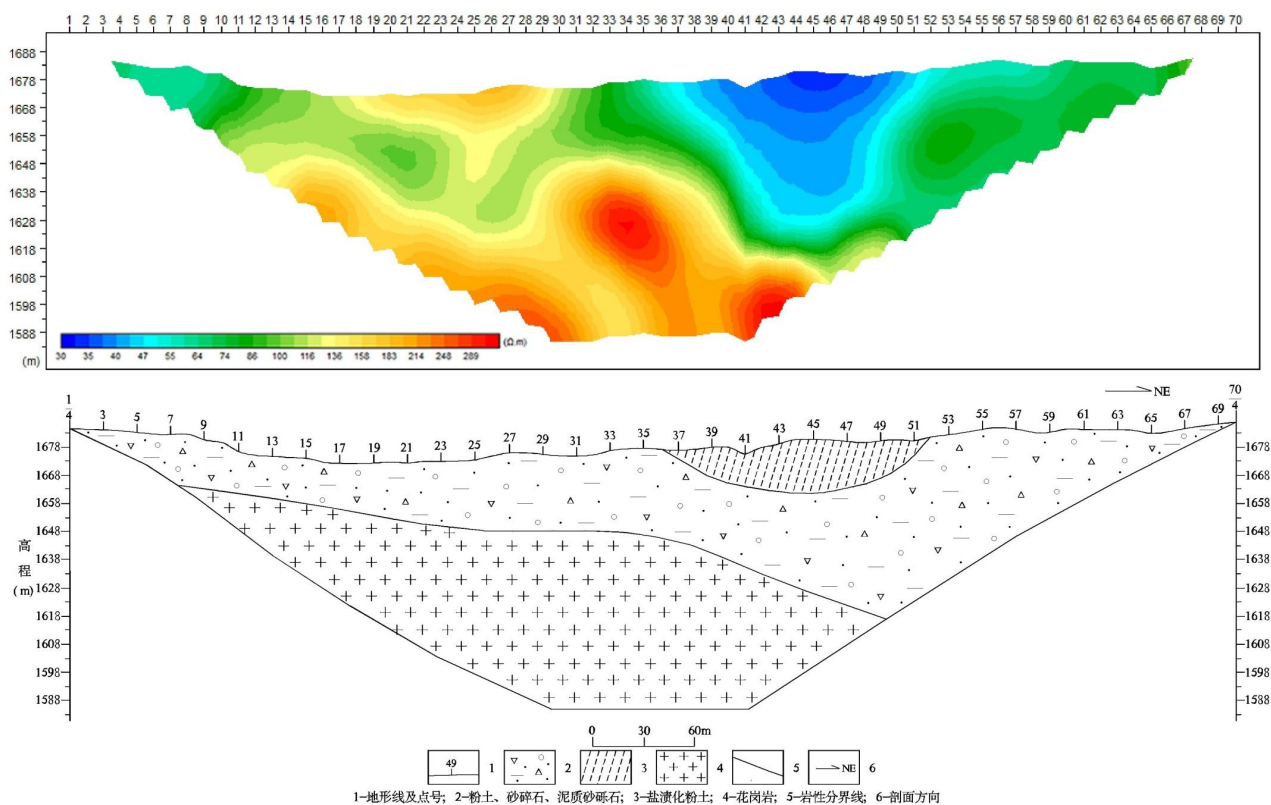 1 2 3 4 5 6 7 8 9 10 11 12 13 14 15 16 17 18 19 20 21 22 23 24 25 26 27 28 29 30 31 32 33 34 35 36 37 38 39 40 41 42 43 44 45 46 47 48 49 50 51 52 53 54 55 56 57 58 59 60 61 62 63 64 65 66 67 68 69 70
1688
1678
1668
1658
1648
1638
1628
1618
1608
1598
1588
(m)
30 35 40 47 55 64 74 86 100 116 136 158 183 214 248 289 (Ω.m)
NE
1 70
4 4
3 5 7 9 11 13 15 17 19 21 23 25 27 29 31 33 35 37 39 41 43 45 47 49 51 53 55 57 59 61 63 65 67 69
1678 1678
1668 1668
1658 1658
1648 1648
1638 1638
1628 1628
1618 1618
1608 1608
1598 1598
1588 1588
高
程
(m)
0 30 60m
49 1 2 3 4 5 NE 6
1-地形线及点号; 2-粉土、砂碎石、泥质砂砾石; 3-盐渍化粉土; 4-花岗岩; 5-岩性分界线; 6-剖面方向